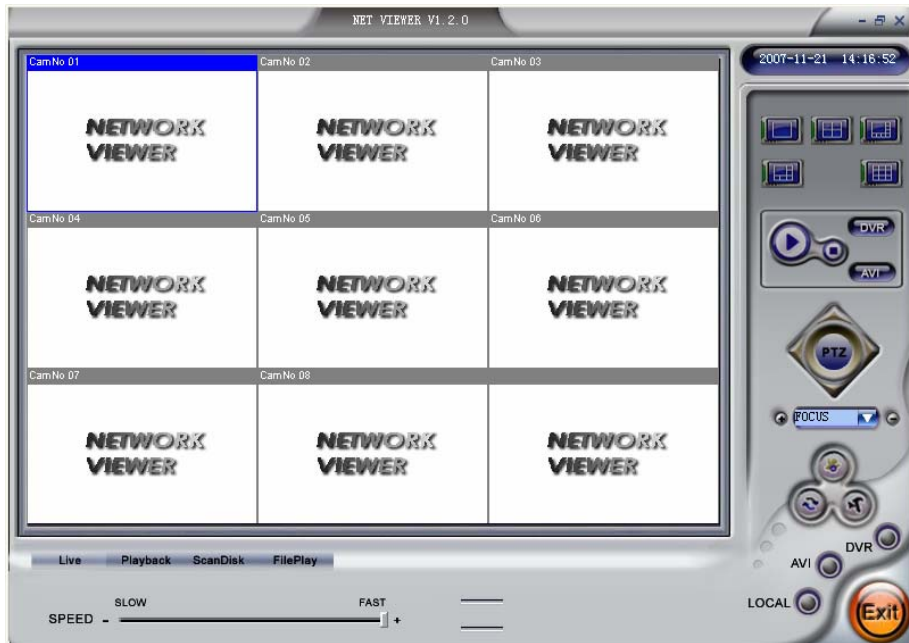 NET VIEWER V1.2.0
2007-11-21 14:16:52
CamNo 01
CamNo 02
CamNo 03
NETWORK VIEWER
NETWORK VIEWER
NETWORK VIEWER
CamNo 04
CamNo 05
CamNo 06
NETWORK VIEWER
NETWORK VIEWER
NETWORK VIEWER
CamNo 07
CamNo 08
NETWORK VIEWER
NETWORK VIEWER
NETWORK VIEWER
DVR
AVI
PTZ
FOCUS
DVR
AVI
LOCAL
Exit
Live Playback ScanDisk FilePlay
SLOW FAST
SPEED - +